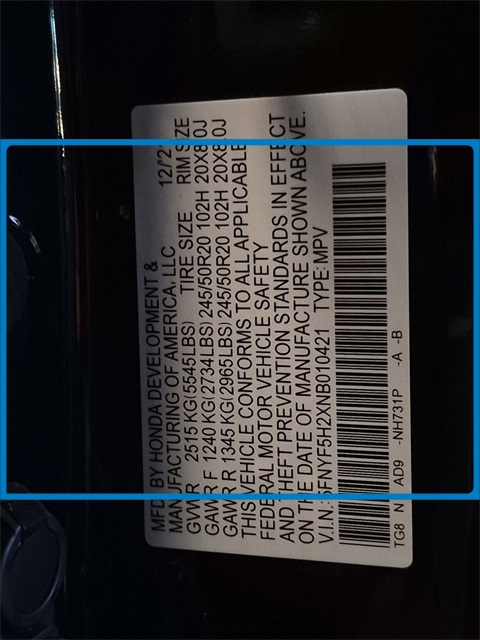 MFD BY HONDA DEVELOPMENT &
MANUFACTURING OF AMERICA, LLC 12/21
GVWR 2515 KG(5545LBS) TIRE SIZE RIM SIZE
GAWR F 1240 KG(2734LBS) 245/50R20 102H 20X8.0J
GAWR R 1345 KG(2965LBS) 245/50R20 102H 20X8.0J
THIS VEHICLE CONFORMS TO ALL APPLICABLE
FEDERAL MOTOR VEHICLE SAFETY
AND THEFT PREVENTION STANDARDS IN EFFECT
ON THE DATE OF MANUFACTURE SHOWN ABOVE.
V.I.N.: 5FNYF5H2XNB010421 TYPE: MPV
TG8 N AD9 -NH731P -A -B